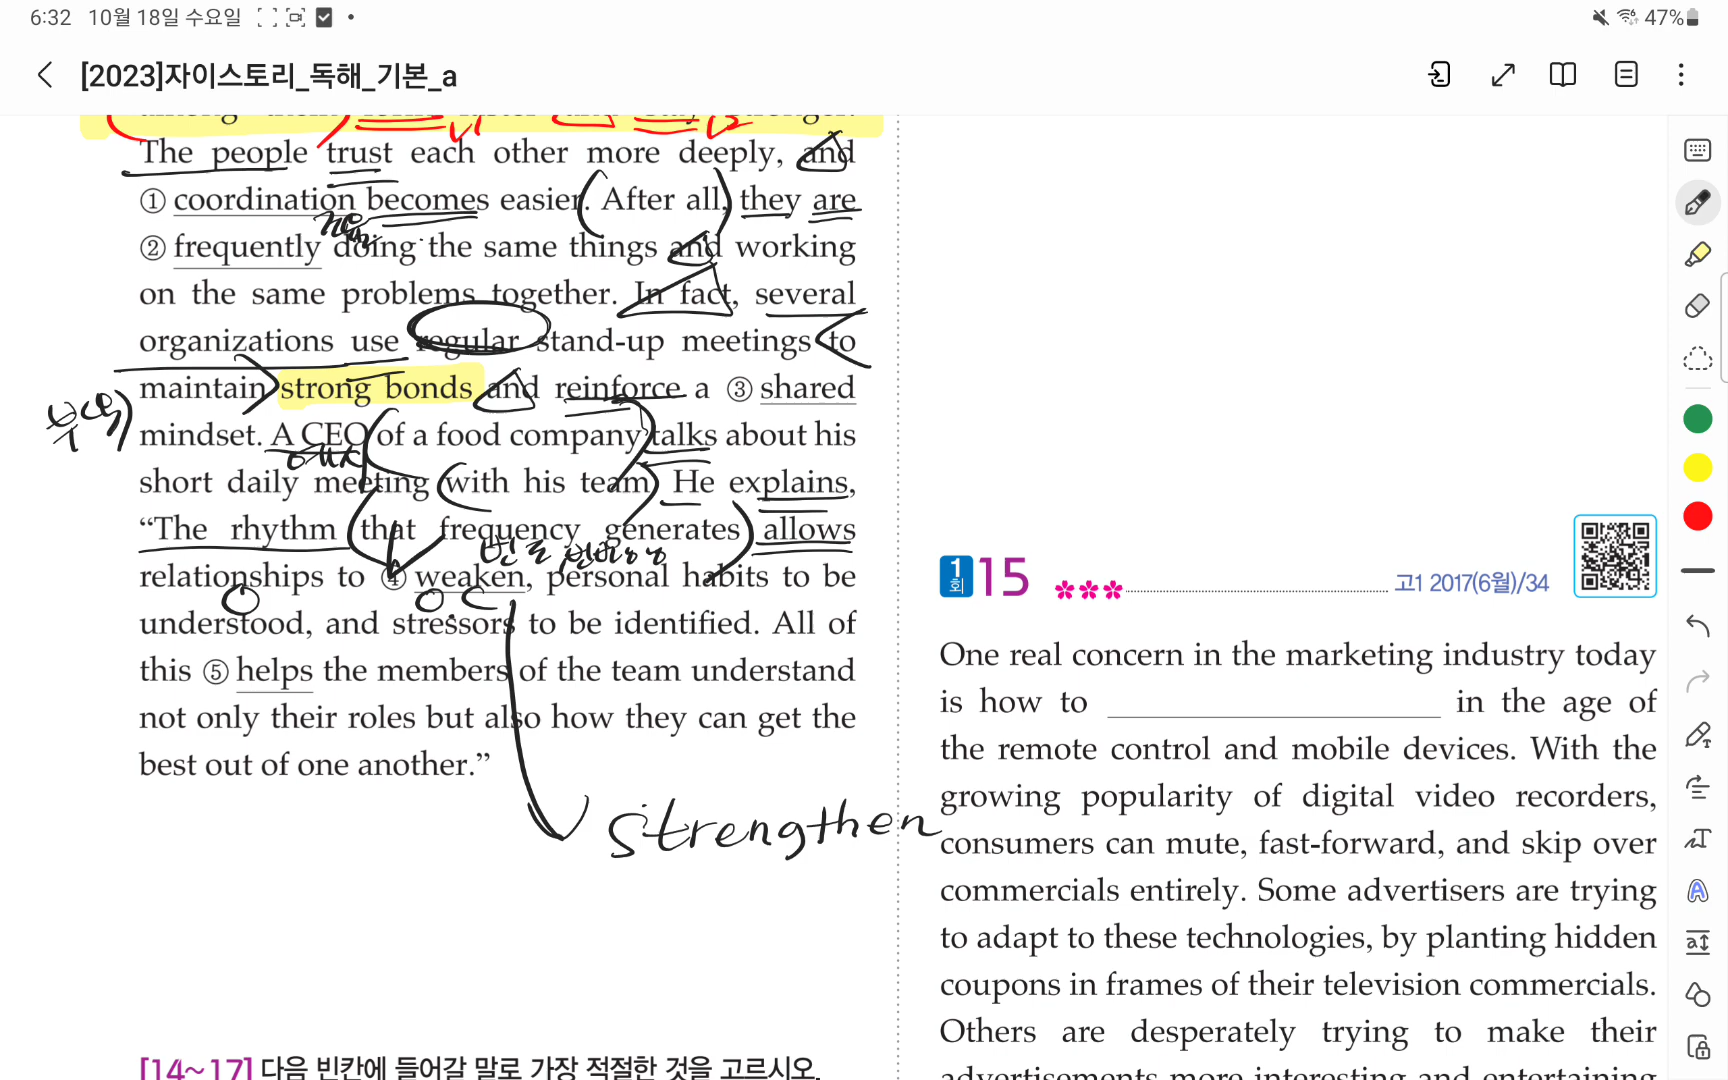 6:32 10월 18일 수요일
47%
[2023]자이스토리_독해_기본_a
The people trust each other more deeply, and
① coordination becomes easier. After all, they are
② frequently doing the same things and working
on the same problems together. In fact, several
organizations use regular stand-up meetings to
maintain strong bonds and reinforce a ③ shared
mindset. A CEO of a food company talks about his
short daily meeting with his team. He explains,
“The rhythm that frequency generates allows
relationships to ④ weaken, personal habits to be
understood, and stressors to be identified. All of
this ⑤ helps the members of the team understand
not only their roles but also how they can get the
best out of one another.”
strengthen
[14~17] 다음 빈칸에 들어갈 말로 가장 적절한 것을 고르시오.
1회 15 고1 2017(6월)/34
One real concern in the marketing industry today
is how to ____________________ in the age of
the remote control and mobile devices. With the
growing popularity of digital video recorders,
consumers can mute, fast-forward, and skip over
commercials entirely. Some advertisers are trying
to adapt to these technologies, by planting hidden
coupons in frames of their television commercials.
Others are desperately trying to make their
advertisements more interesting and entertaining